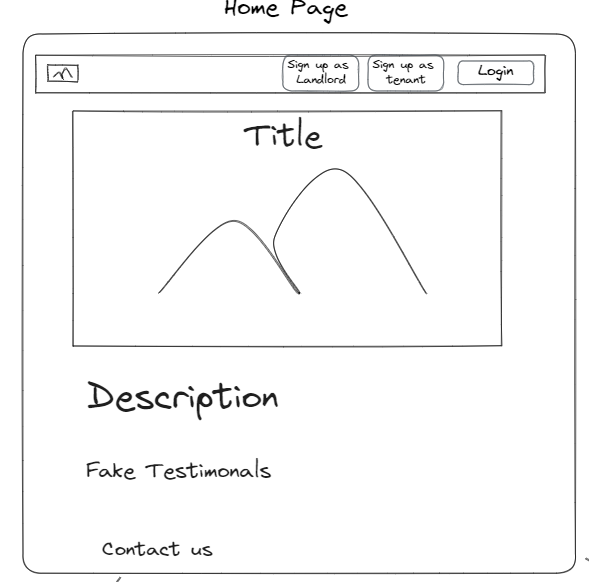 Home Page
Sign up as
Landlord
Sign up as
tenant
Login
Title
Description
Fake Testimonals
Contact us